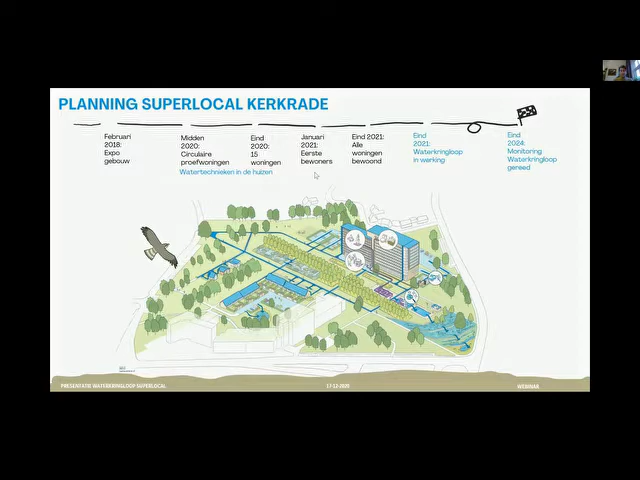 PLANNING SUPERLOCAL KERKRADE
Februari
2018:
Expo
gebouw
Midden
2020:
Circulaire
proefwoningen
Eind
2020:
15
woningen
Watertechnieken in de huizen
Januari
2021:
Eerste
bewoners
Eind 2021:
Alle
woningen
bewoond
Eind
2021:
Waterkringloop
in werking
Eind
2024:
Monitoring
Waterkringloop
gereed
PRESENTATIE WATERKRINGLOOP SUPERLOCAL
17-12-2020
WEBINAR